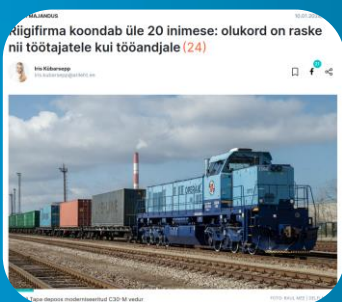 MAJANDUS
Riigifirma koondab üle 20 inimese: olukord on raske
nii töötajatele kui tööandjale (24)
Iris Kübarsepp
Tapa depoos moderniseeritud C30-M vedur